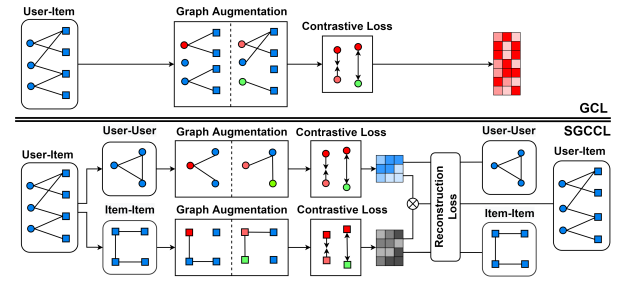 User-Item
Graph Augmentation
Contrastive Loss
GCL
SGCCL
User-Item
User-User
Graph Augmentation
Contrastive Loss
Item-Item
Graph Augmentation
Contrastive Loss
Reconstruction
Loss
User-User
User-Item
Item-Item